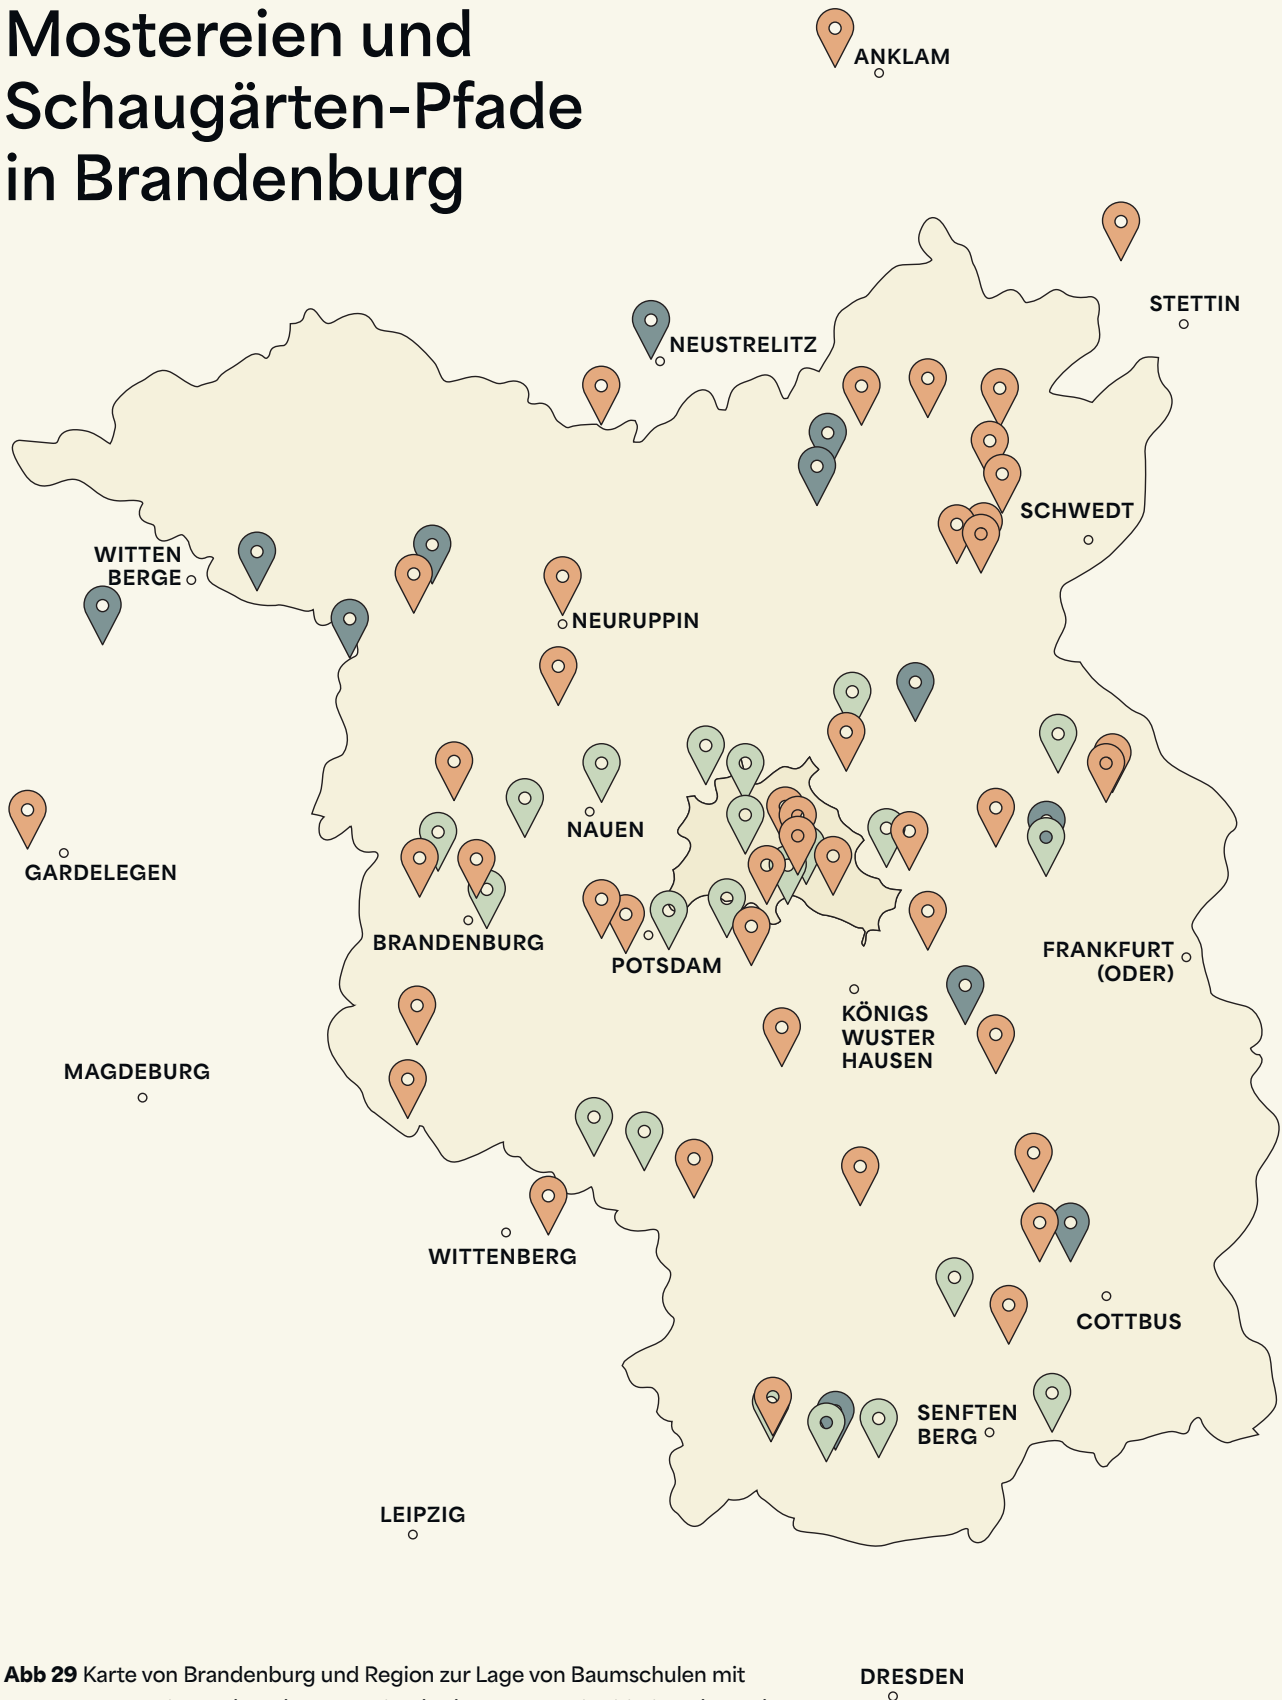 Mostereien und
Schaugärten-Pfade
in Brandenburg
ANKLAM
STETTIN
NEUSTRELITZ
SCHWEDT
WITTEN
BERGE
NEURUPPIN
NAUEN
GARDELEGEN
BRANDENBURG
POTSDAM
FRANKFURT
(ODER)
KÖNIGS
WUSTER
HAUSEN
MAGDEBURG
WITTENBERG
COTTBUS
SENFTEN
BERG
LEIPZIG
Abb 29 Karte von Brandenburg und Region zur Lage von Baumschulen mit
DRESDEN